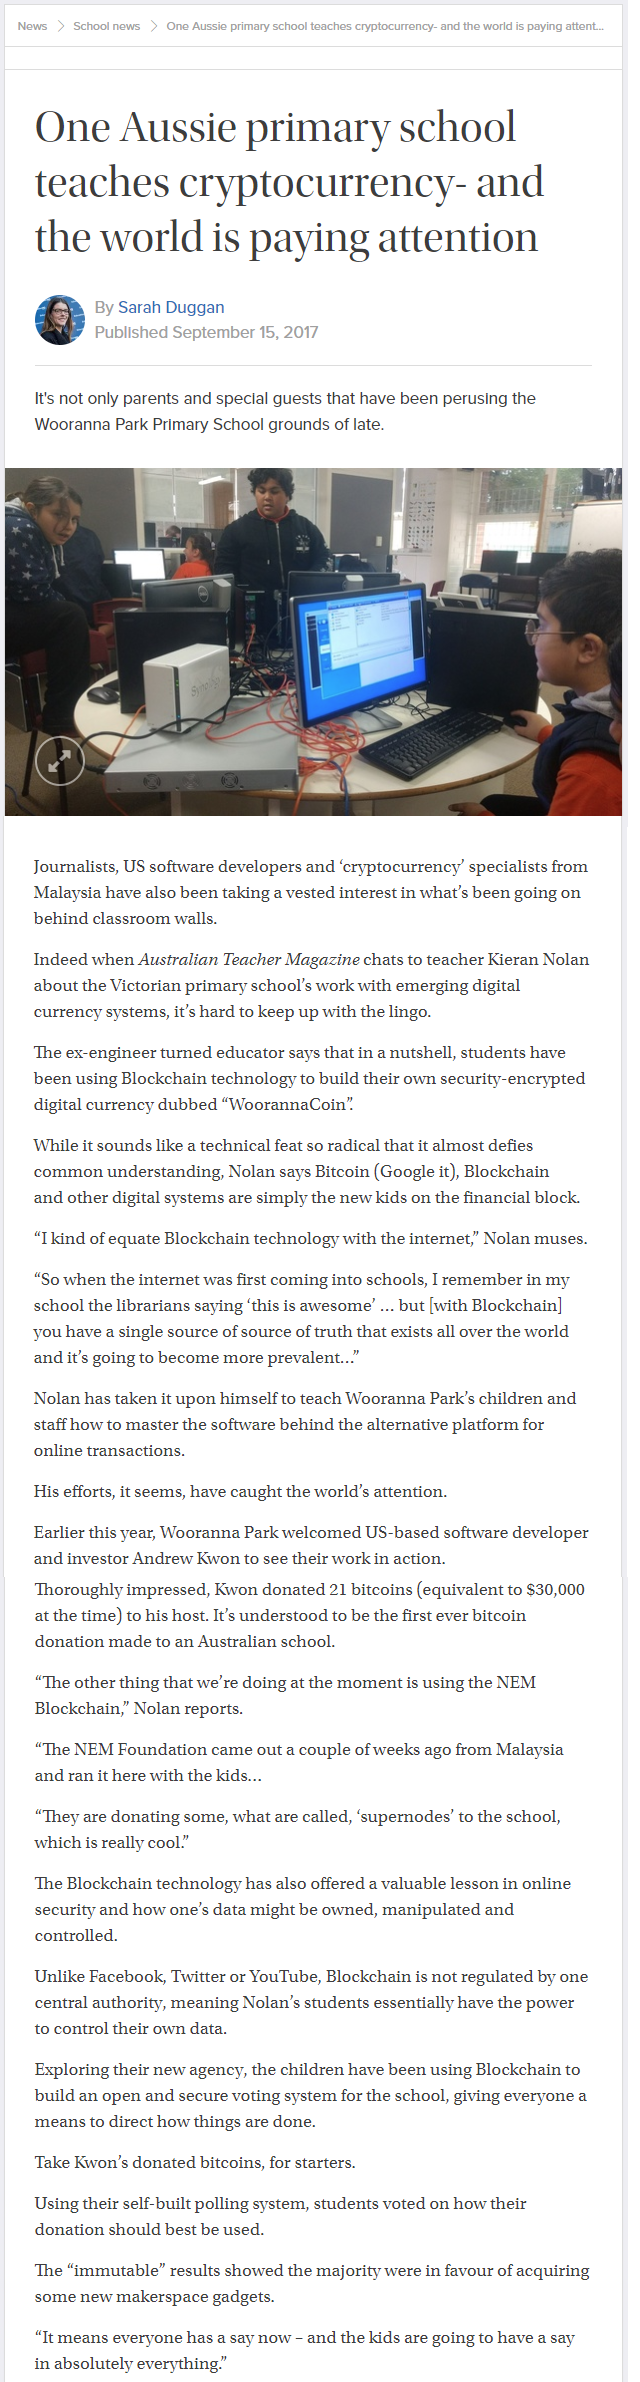 News > School news > One Aussie primary school teaches cryptocurrency- and the world is paying attent...
One Aussie primary school
teaches cryptocurrency- and
the world is paying attention
By Sarah Duggan
Published September 15, 2017
It's not only parents and special guests that have been perusing the
Wooranna Park Primary School grounds of late.
Synology
Journalists, US software developers and ‘cryptocurrency’ specialists from
Malaysia have also been taking a vested interest in what’s been going on
behind classroom walls.
Indeed when Australian Teacher Magazine chats to teacher Kieran Nolan
about the Victorian primary school’s work with emerging digital
currency systems, it’s hard to keep up with the lingo.
The ex-engineer turned educator says that in a nutshell, students have
been using Blockchain technology to build their own security-encrypted
digital currency dubbed “WoorannaCoin”.
While it sounds like a technical feat so radical that it almost defies
common understanding, Nolan says Bitcoin (Google it), Blockchain
and other digital systems are simply the new kids on the financial block.
“I kind of equate Blockchain technology with the internet,” Nolan muses.
“So when the internet was first coming into schools, I remember in my
school the librarians saying ‘this is awesome’ ... but [with Blockchain]
you have a single source of source of truth that exists all over the world
and it’s going to become more prevalent...”
Nolan has taken it upon himself to teach Wooranna Park’s children and
staff how to master the software behind the alternative platform for
online transactions.
His efforts, it seems, have caught the world’s attention.
Earlier this year, Wooranna Park welcomed US-based software developer
and investor Andrew Kwon to see their work in action.
Thoroughly impressed, Kwon donated 21 bitcoins (equivalent to $30,000
at the time) to his host. It’s understood to be the first ever bitcoin
donation made to an Australian school.
“The other thing that we’re doing at the moment is using the NEM
Blockchain,” Nolan reports.
“The NEM Foundation came out a couple of weeks ago from Malaysia
and ran it here with the kids...
“They are donating some, what are called, ‘supernodes’ to the school,
which is really cool.”
The Blockchain technology has also offered a valuable lesson in online
security and how one’s data might be owned, manipulated and
controlled.
Unlike Facebook, Twitter or YouTube, Blockchain is not regulated by one
central authority, meaning Nolan’s students essentially have the power
to control their own data.
Exploring their new agency, the children have been using Blockchain to
build an open and secure voting system for the school, giving everyone a
means to direct how things are done.
Take Kwon’s donated bitcoins, for starters.
Using their self-built polling system, students voted on how their
donation should best be used.
The “immutable” results showed the majority were in favour of acquiring
some new makerspace gadgets.
“It means everyone has a say now – and the kids are going to have a say
in absolutely everything.”